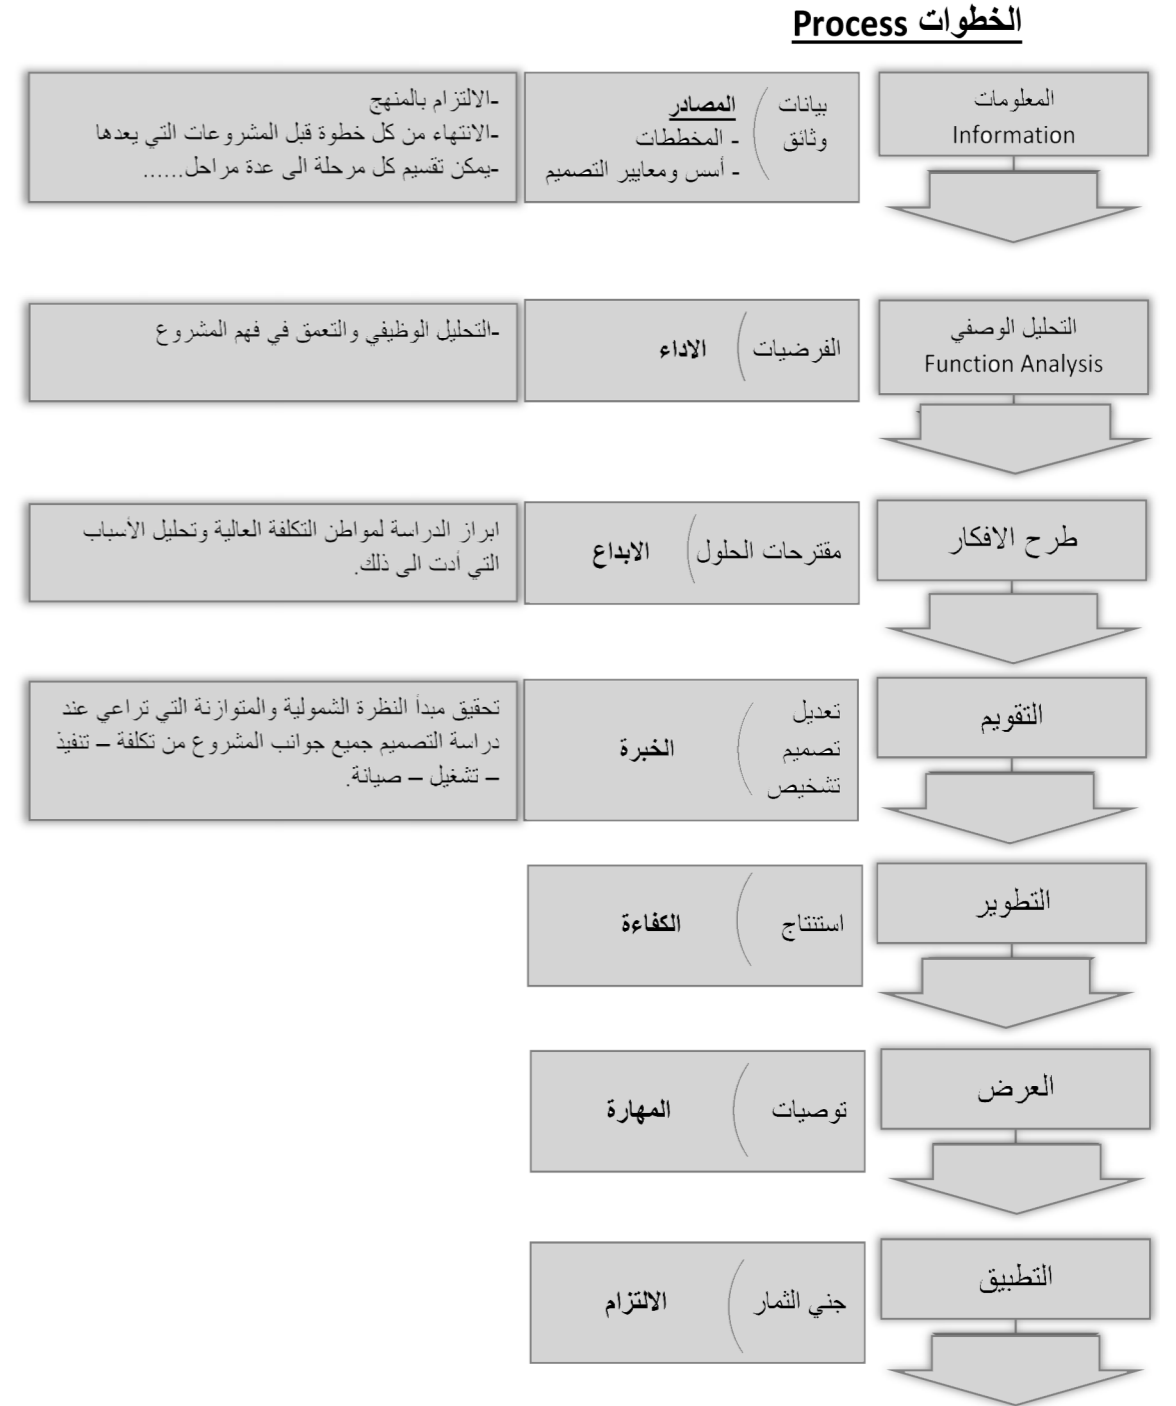 الخطوات Process
المعلومات
Information
بيانات
وثائق
المصادر
- المخططات
- أسس ومعايير التصميم
-الالتزام بالمنهج
-الانتهاء من كل خطوة قبل المشروعات التي يعدها
-يمكن تقسيم كل مرحلة الى عدة مراحل......
التحليل الوصفي
Function Analysis
الفرضيات
الاداء
-التحليل الوظيفي والتعمق في فهم المشروع
طرح الافكار
مقترحات الحلول
الابداع
ابراز الدراسة لمواطن التكلفة العالية وتحليل الأسباب
التي أدت الى ذلك.
التقويم
تعديل
تصميم
تشخيص
الخبرة
تحقيق مبدأ النظرة الشمولية والمتوازنة التي تراعي عند
دراسة التصميم جميع جوانب المشروع من تكلفة – تنفيذ
– تشغيل – صيانة.
التطوير
استنتاج
الكفاءة
العرض
توصيات
المهارة
التطبيق
جني الثمار
الالتزام